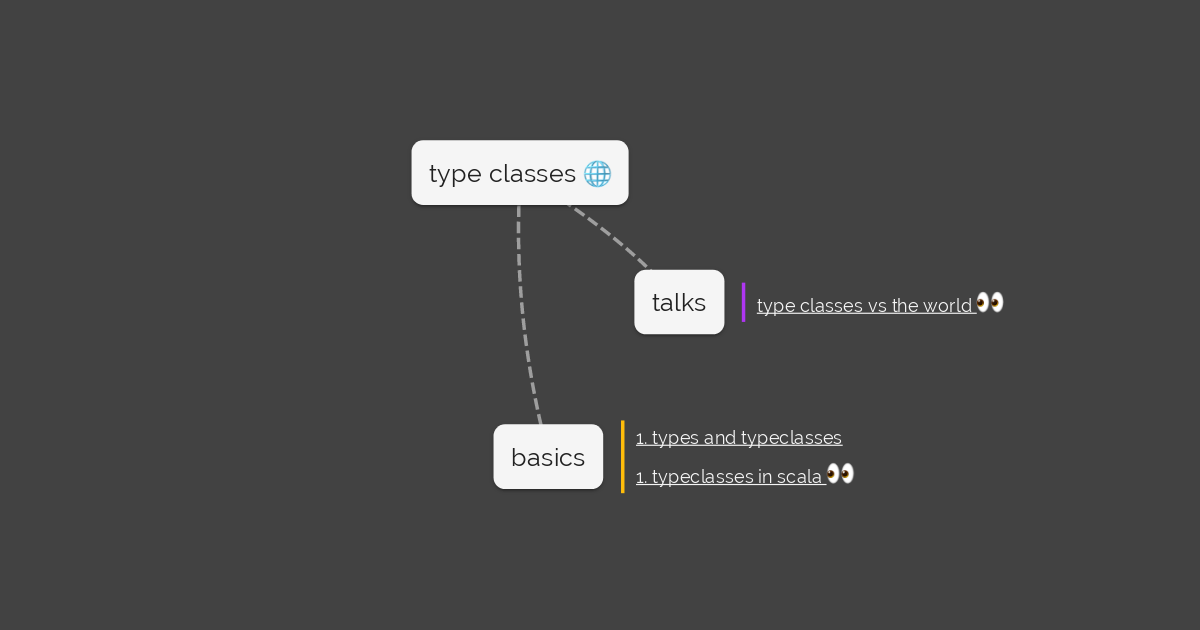 type classes 🌐
talks
type classes vs the world 👀
basics
1. types and typeclasses
1. typeclasses in scala 👀